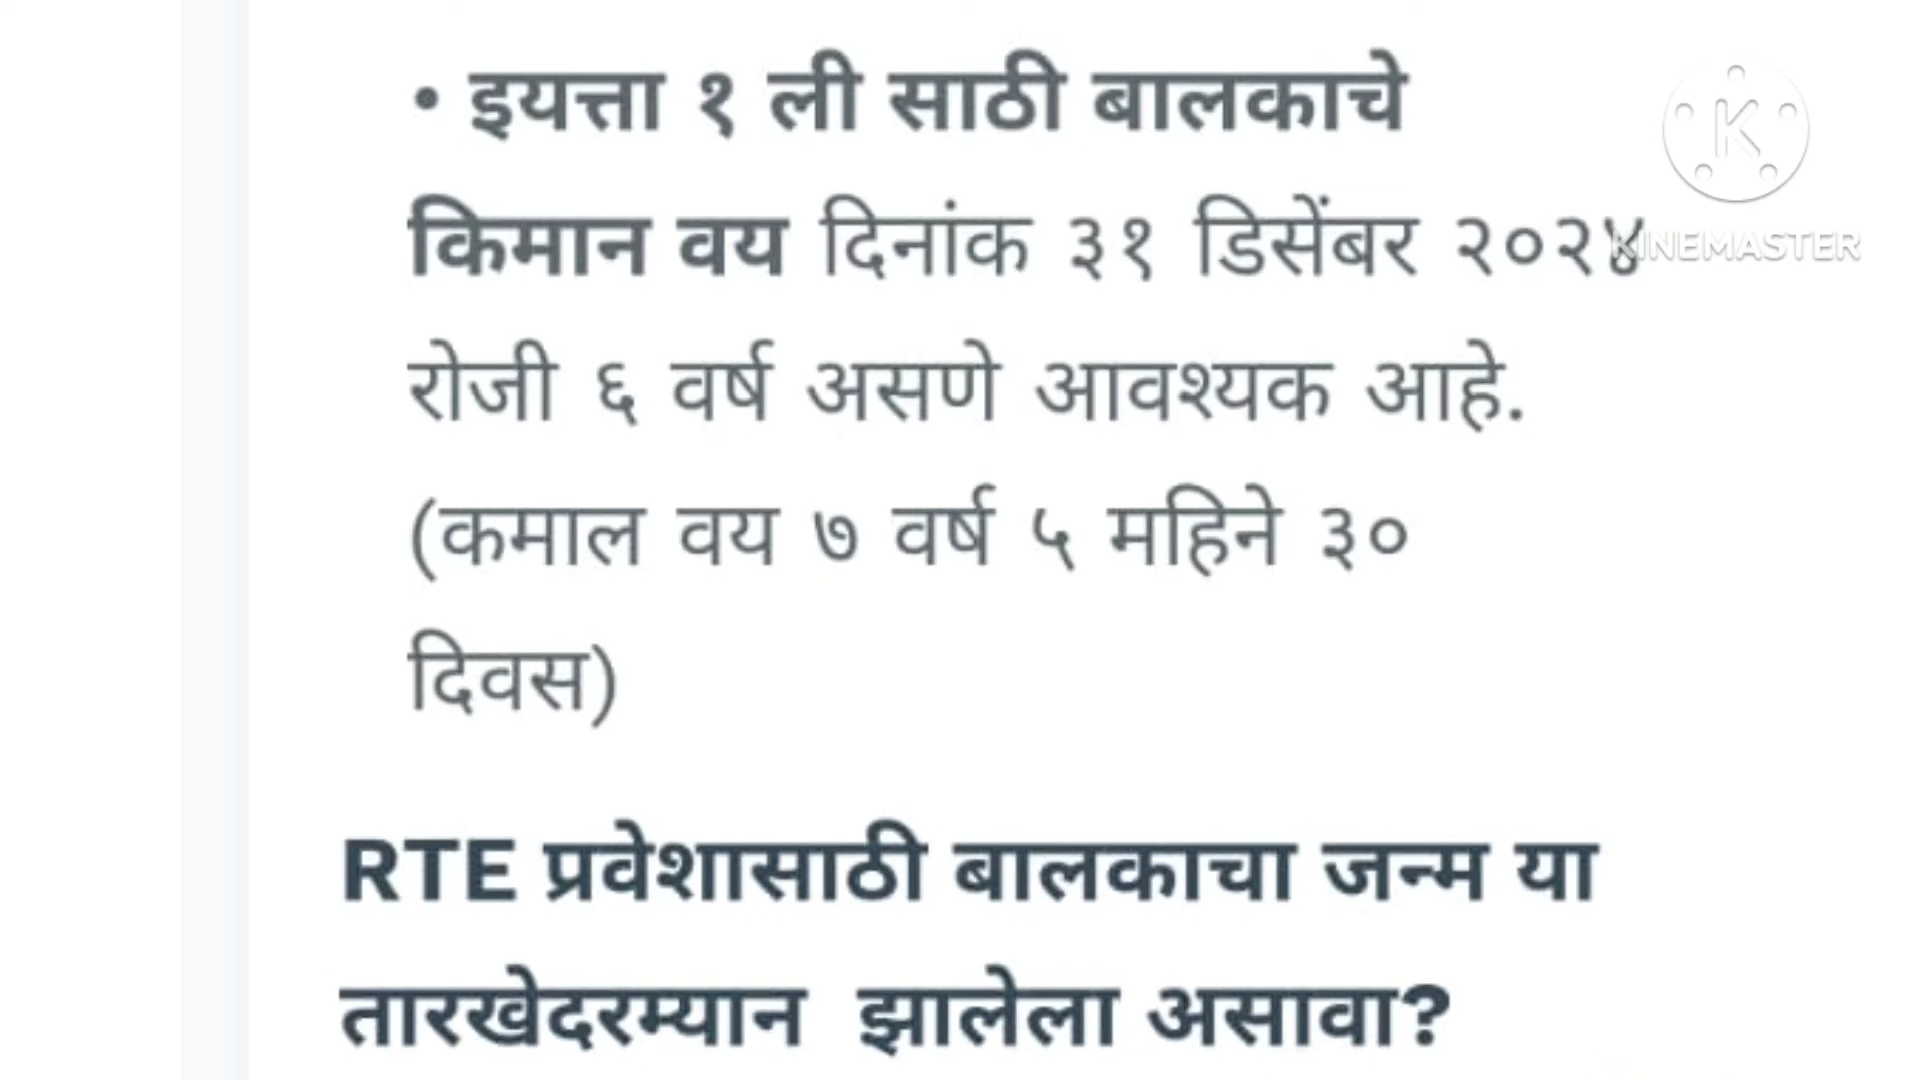 • इयत्ता १ ली साठी बालकाचे
किमान वय दिनांक ३१ डिसेंबर २०२४
रोजी ६ वर्ष असणे आवश्यक आहे.
(कमाल वय ७ वर्ष ५ महिने ३०
दिवस)
RTE प्रवेशासाठी बालकाचा जन्म या
तारखेदरम्यान झालेला असावा?
K
KINEMASTER